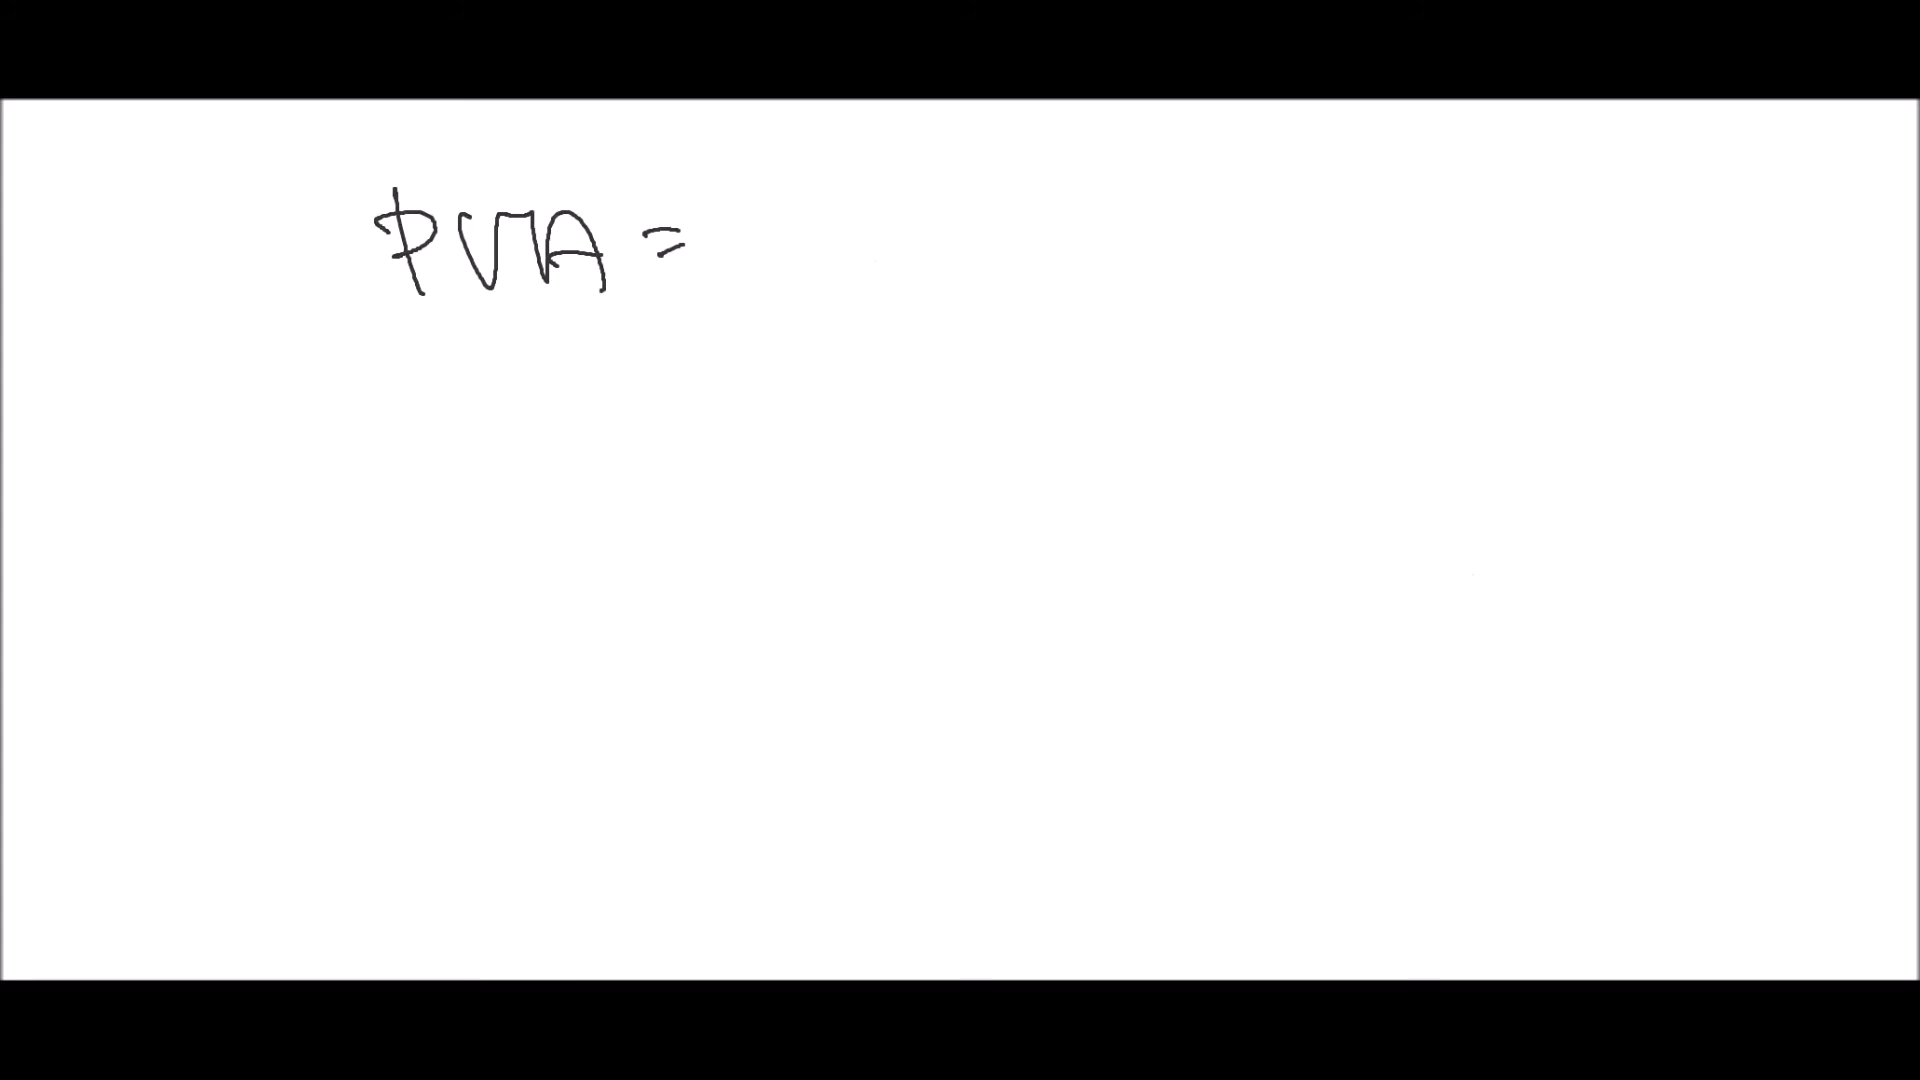 PVA =